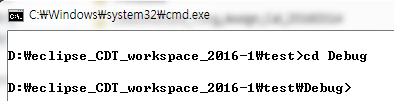 C:₩Windows₩system32₩cmd.exe
D:₩eclipse_CDT_workspace_2016-1₩test>cd Debug
D:₩eclipse_CDT_workspace_2016-1₩test₩Debug>